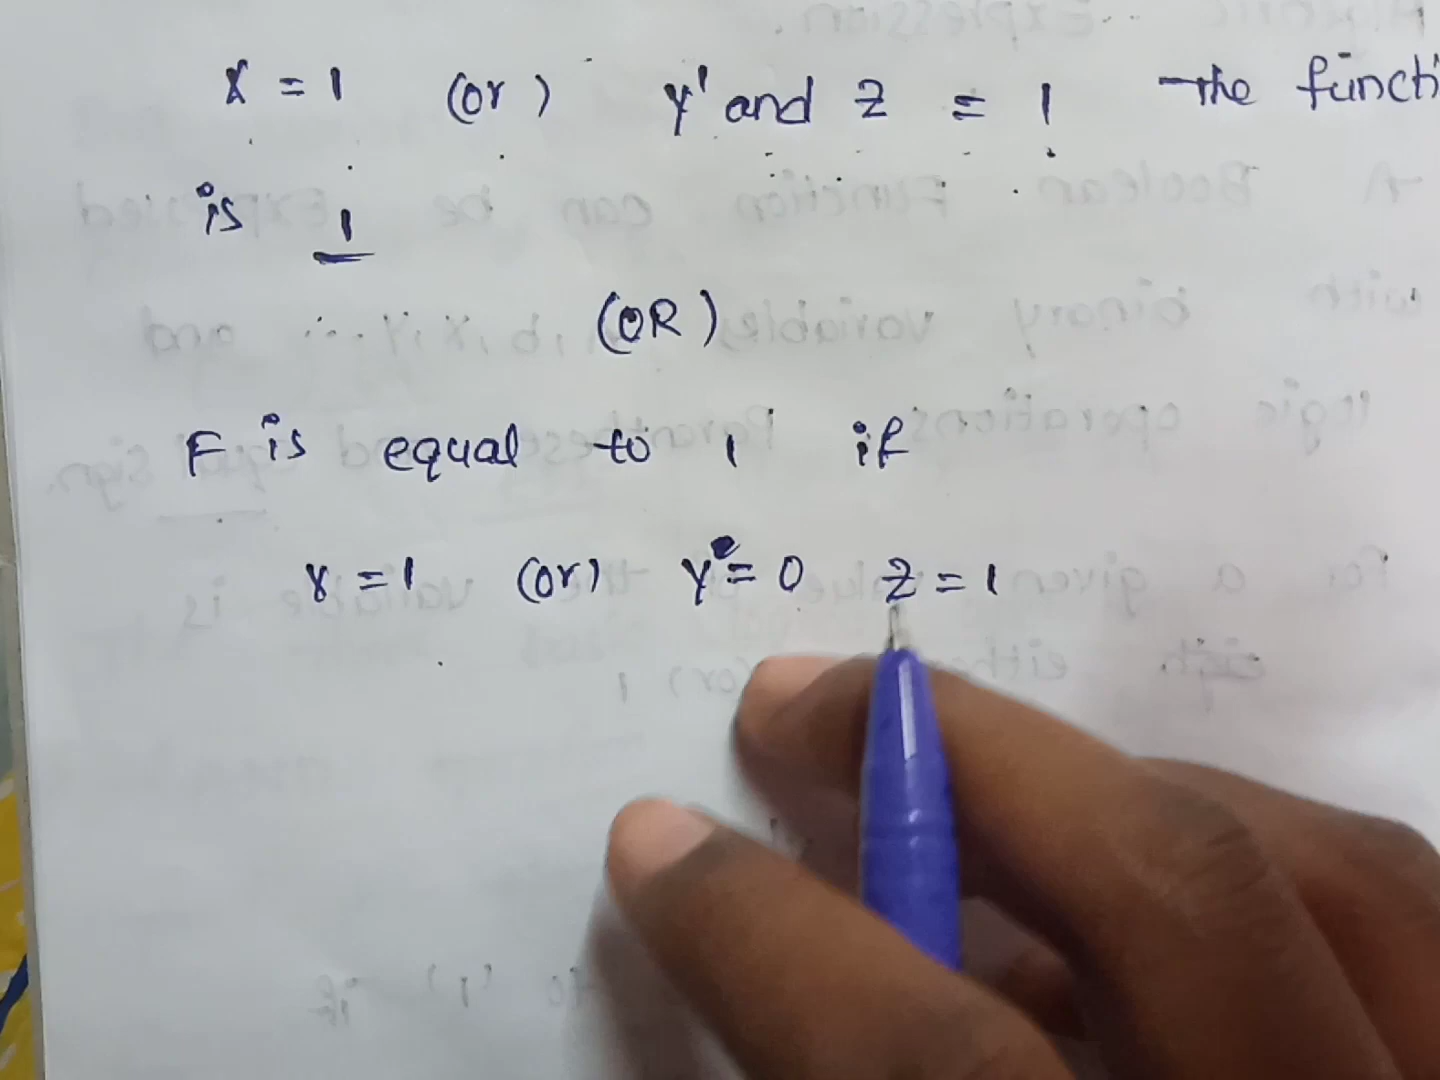 X = 1 (or) Y' and Z = 1 the functi
is 1
(OR)
F is equal to 1 if
X = 1 (or) Y = 0 Z = 1